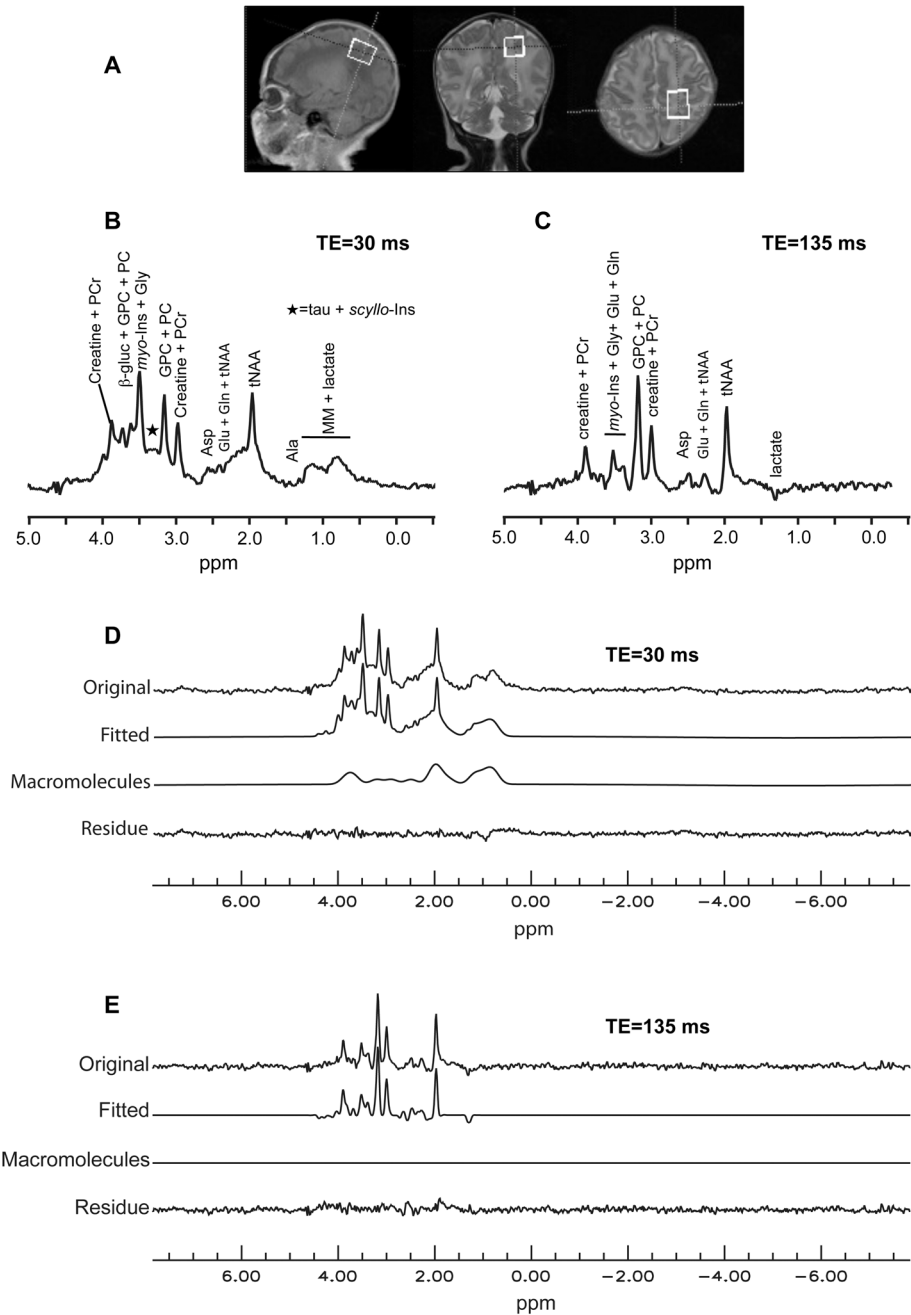 A
B
TE=30 ms
Creatine + PCr
β-gluc + GPC + PC
myo-Ins + Gly
★=tau + scyllo-Ins
GPC + PC
Creatine + PCr
Asp
Glu + Gln + tNAA
tNAA
Ala
MM + lactate
5.0 4.0 3.0 2.0 1.0 0.0
ppm
C
TE=135 ms
creatine + PCr
myo-Ins + Gly+ Glu + Gln
GPC + PC
creatine + PCr
Asp
Glu + Gln + tNAA
tNAA
lactate
5.0 4.0 3.0 2.0 1.0 0.0
ppm
D
TE=30 ms
Original
Fitted
Macromolecules
Residue
6.00 4.00 2.00 0.00 −2.00 −4.00 −6.00
ppm
E
TE=135 ms
Original
Fitted
Macromolecules
Residue
6.00 4.00 2.00 0.00 −2.00 −4.00 −6.00
ppm